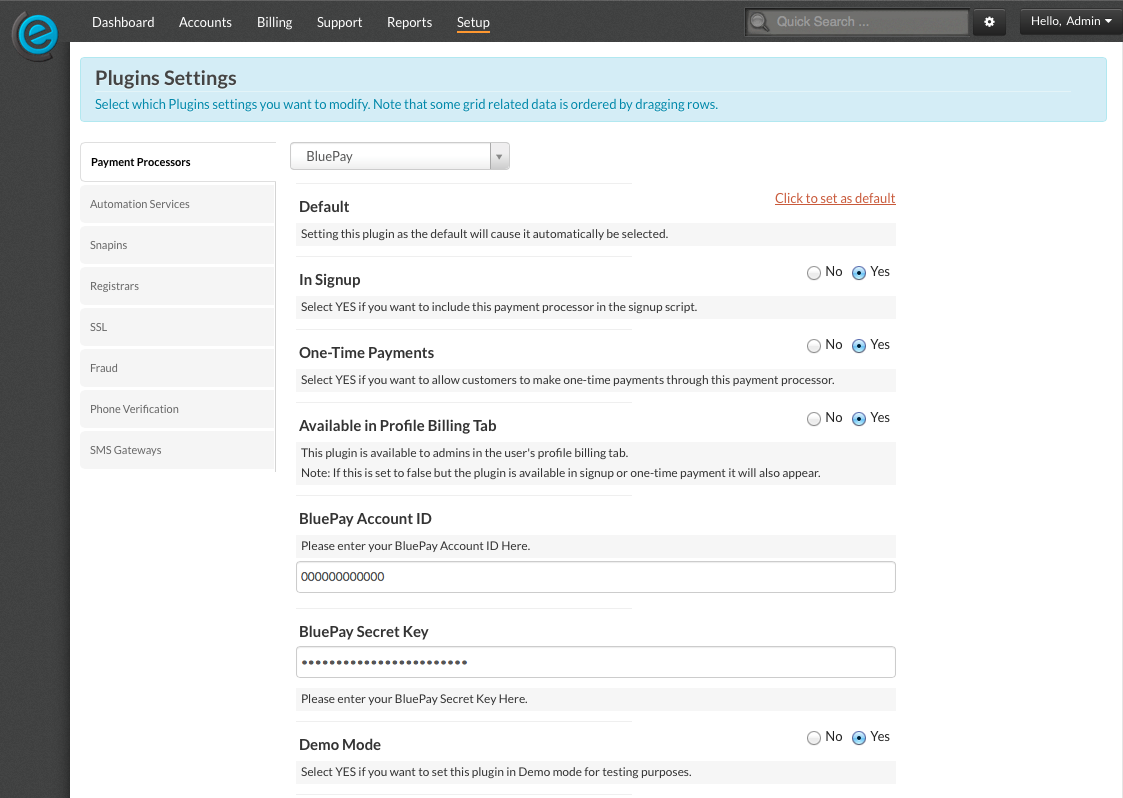 Dashboard Accounts Billing Support Reports Setup Quick Search ... Hello, Admin
Plugins Settings
Select which Plugins settings you want to modify. Note that some grid related data is ordered by dragging rows.
Payment Processors
Automation Services
Snapins
Registrars
SSL
Fraud
Phone Verification
SMS Gateways
BluePay
Default Click to set as default
Setting this plugin as the default will cause it automatically be selected.
In Signup No Yes
Select YES if you want to include this payment processor in the signup script.
One-Time Payments No Yes
Select YES if you want to allow customers to make one-time payments through this payment processor.
Available in Profile Billing Tab No Yes
This plugin is available to admins in the user's profile billing tab.
Note: If this is set to false but the plugin is available in signup or one-time payment it will also appear.
BluePay Account ID
Please enter your BluePay Account ID Here.
000000000000
BluePay Secret Key
••••••••••••••••••••••••
Please enter your BluePay Secret Key Here.
Demo Mode No Yes
Select YES if you want to set this plugin in Demo mode for testing purposes.